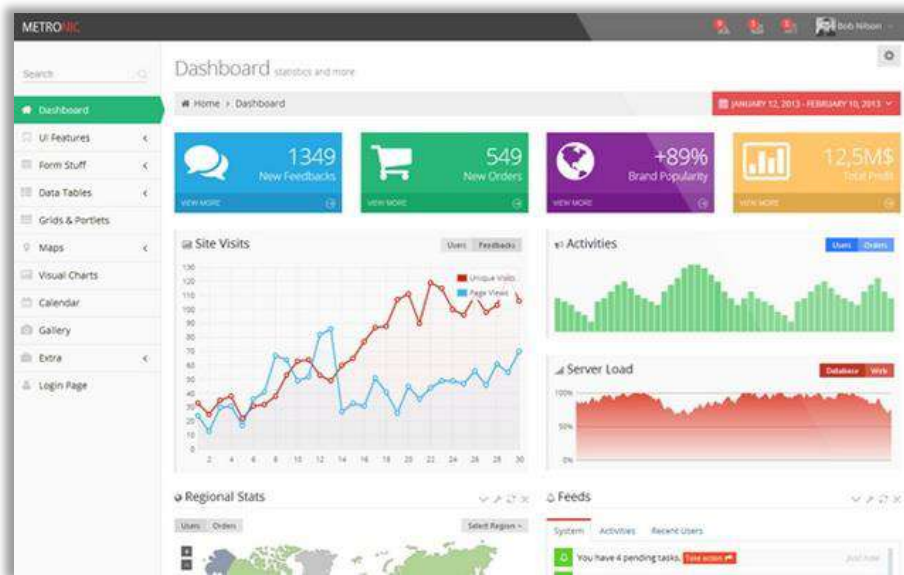 METRONIC
Bob Nilson
Search
Dashboard statistics and more
Home > Dashboard
JANUARY 12, 2013 - FEBRUARY 10, 2013
Dashboard
UI Features
Form Stuff
Data Tables
Grids & Portlets
Maps
Visual Charts
Calendar
Gallery
Extra
Login Page
1349
New Feedbacks
VIEW MORE
549
New Orders
VIEW MORE
+89%
Brand Popularity
VIEW MORE
12,5M$
Total Profit
VIEW MORE
Site Visits
Users Feedbacks
Unique Visits
Page Views
130
120
110
100
90
80
70
60
50
40
30
20
10
0
2 4 6 8 10 12 14 16 18 20 22 24 26 28 30
Activities
Users Orders
Server Load
Database Web
100%
50%
0%
Regional Stats
Users Orders
Select Region
+
-
Feeds
System Activities Recent Users
You have 4 pending tasks. Take action
Just now